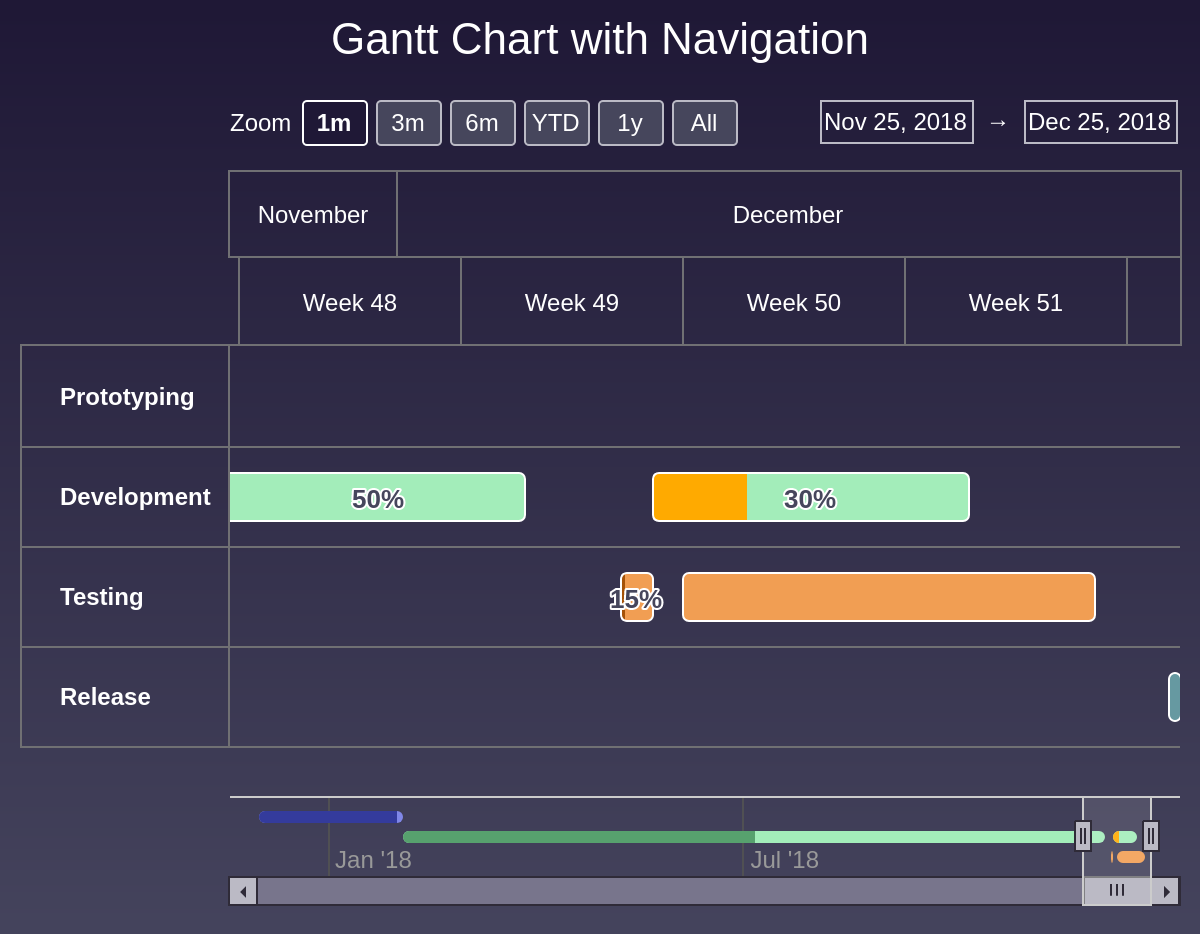 Gantt Chart with Navigation
Zoom 1m 3m 6m YTD 1y All Nov 25, 2018 → Dec 25, 2018
November December
Week 48 Week 49 Week 50 Week 51
Prototyping
Development 50% 30%
Testing 15%
Release
Jan '18 Jul '18